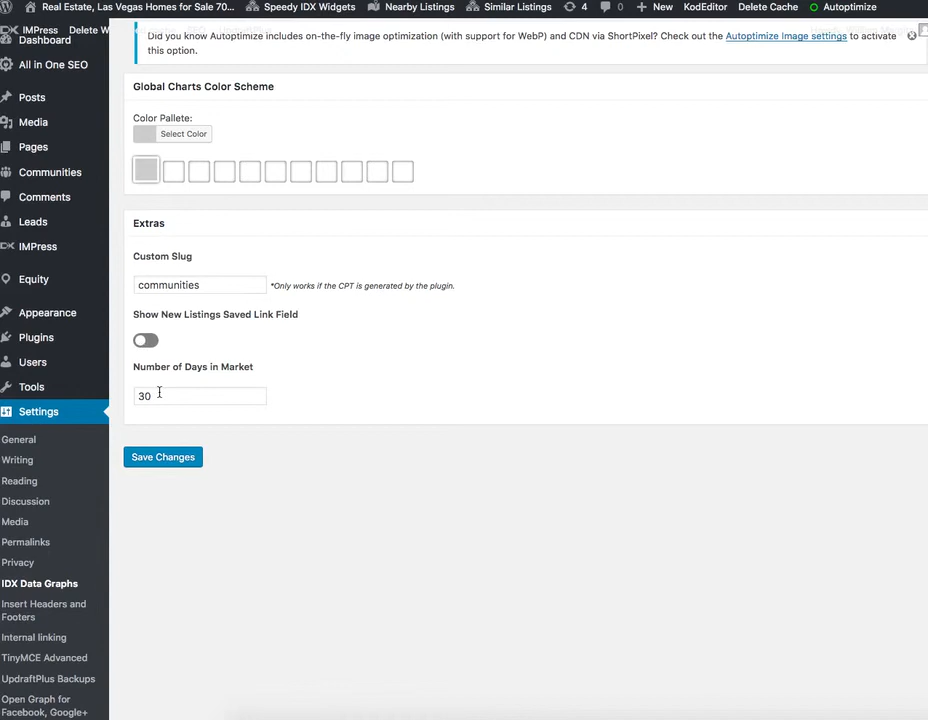 Real Estate, Las Vegas Homes for Sale 70... Speedy IDX Widgets Nearby Listings Similar Listings 4 0 New KodEditor Delete Cache Autoptimize
IMPress Delete W
Dashboard
All in One SEO
Posts
Media
Pages
Communities
Comments
Leads
IMPress
Equity
Appearance
Plugins
Users
Tools
Settings
General
Writing
Reading
Discussion
Media
Permalinks
Privacy
IDX Data Graphs
Insert Headers and
Footers
Internal linking
TinyMCE Advanced
UpdraftPlus Backups
Open Graph for
Facebook, Google+
Did you know Autoptimize includes on-the-fly image optimization (with support for WebP) and CDN via ShortPixel? Check out the Autoptimize Image settings to activate
this option.
Global Charts Color Scheme
Color Pallete:
Select Color
Extras
Custom Slug
communities *Only works if the CPT is generated by the plugin.
Show New Listings Saved Link Field
Number of Days in Market
30
Save Changes